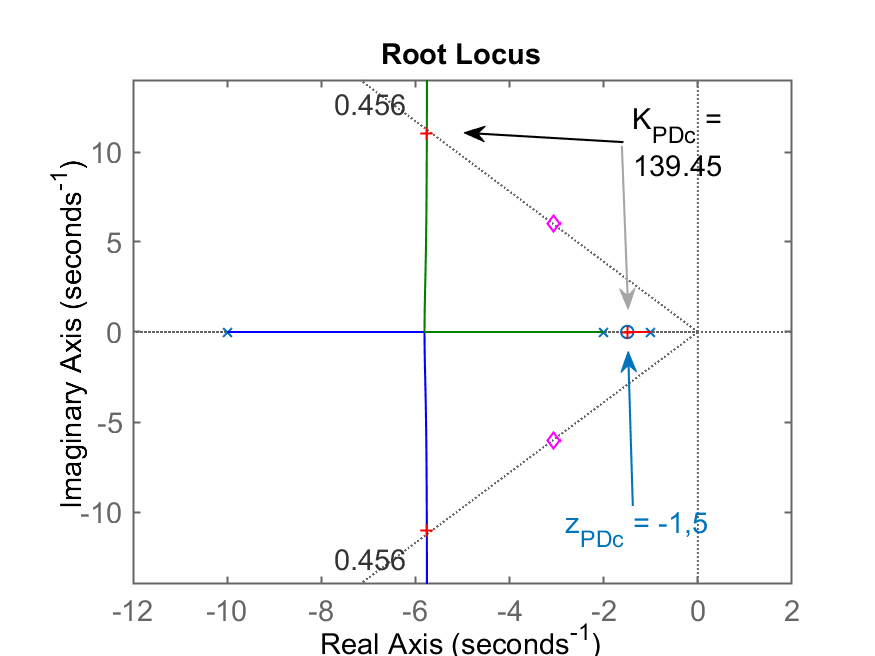 Root Locus
0.456
K_PDc =
139.45
10
5
0
-5
-10
Imaginary Axis (seconds^-1)
z_PDc = -1,5
0.456
-12 -10 -8 -6 -4 -2 0 2
Real Axis (seconds^-1)